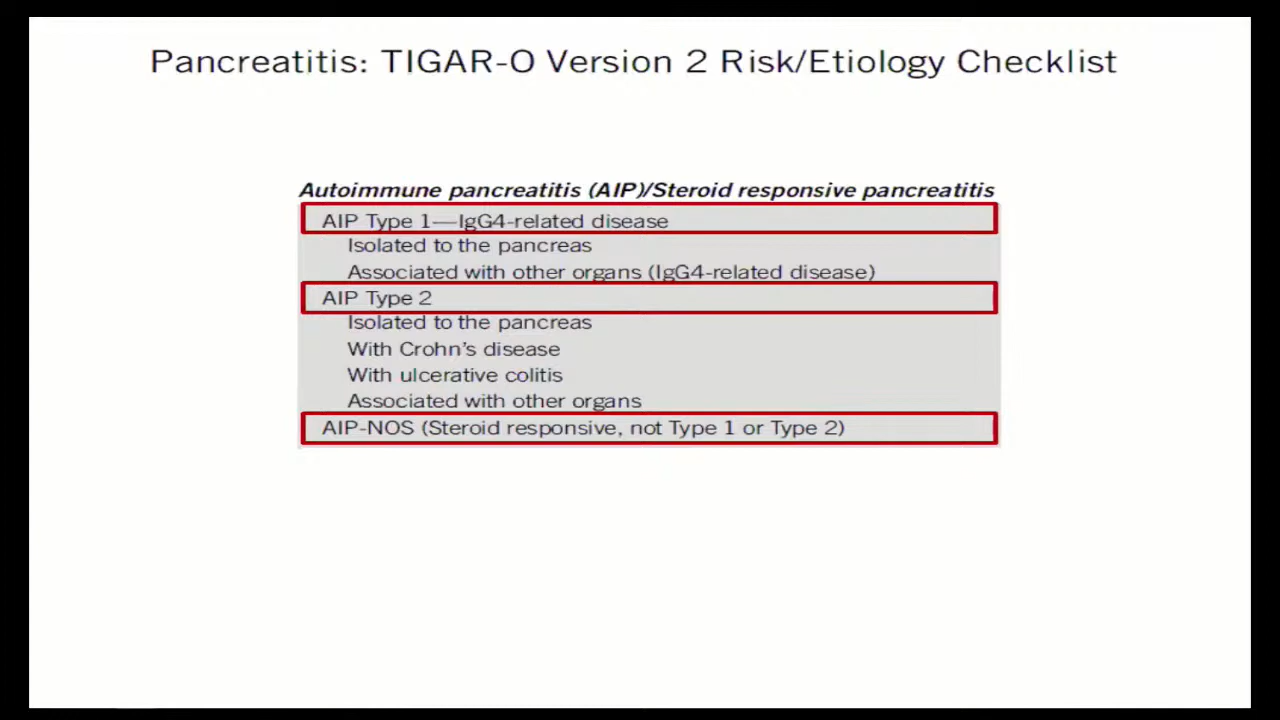 Pancreatitis: TIGAR-O Version 2 Risk/Etiology Checklist
Autoimmune pancreatitis (AIP)/Steroid responsive pancreatitis
AIP Type 1—IgG4-related disease
Isolated to the pancreas
Associated with other organs (IgG4-related disease)
AIP Type 2
Isolated to the pancreas
With Crohn’s disease
With ulcerative colitis
Associated with other organs
AIP-NOS (Steroid responsive, not Type 1 or Type 2)